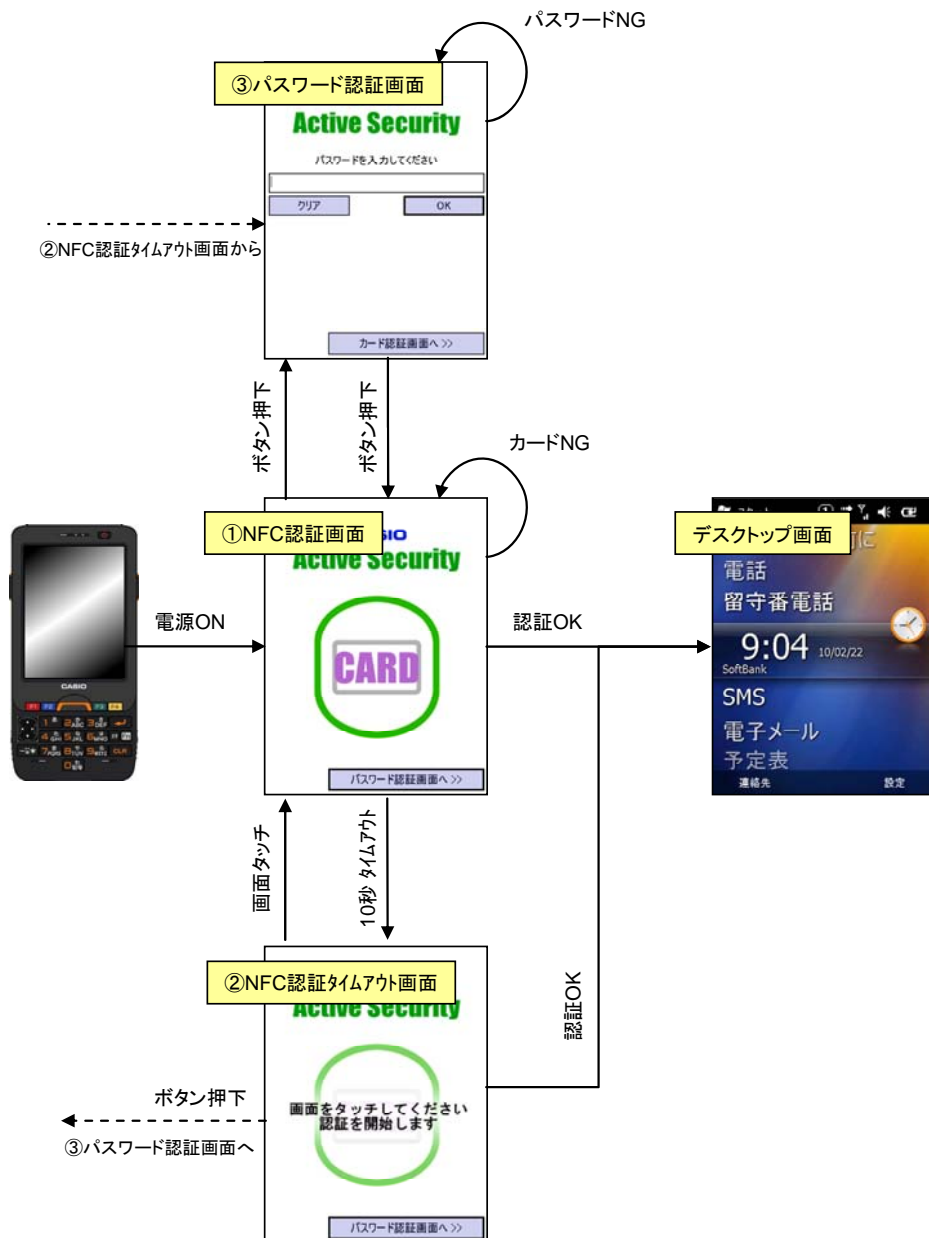 パスワードNG
③パスワード認証画面
Active Security
パスワードを入力してください
クリア
OK
②NFC認証タイムアウト画面から
カード認証画面へ >>
ボタン押下
ボタン押下
カードNG
①NFC認証画面
Active Security
CARD
パスワード認証画面へ >>
電源ON
認証OK
CASIO
デスクトップ画面
電話
留守番電話
9:04 10/02/22
SoftBank
SMS
電子メール
予定表
連絡先
設定
画面タッチ
10秒 タイムアウト
②NFC認証タイムアウト画面
Active Security
画面をタッチしてください
認証を開始します
パスワード認証画面へ >>
認証OK
ボタン押下
③パスワード認証画面へ